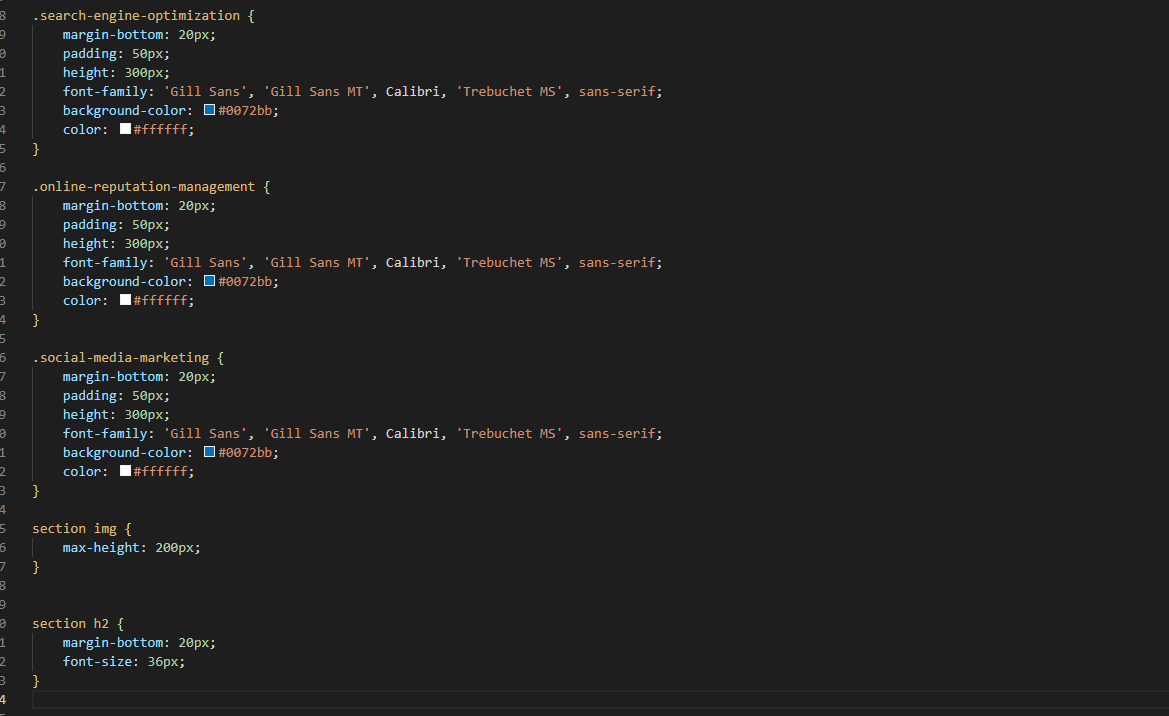 8 .search-engine-optimization {
9 margin-bottom: 20px;
0 padding: 50px;
1 height: 300px;
2 font-family: 'Gill Sans', 'Gill Sans MT', Calibri, 'Trebuchet MS', sans-serif;
3 background-color: #0072bb;
4 color: #ffffff;
5 }
6
7 .online-reputation-management {
8 margin-bottom: 20px;
9 padding: 50px;
0 height: 300px;
1 font-family: 'Gill Sans', 'Gill Sans MT', Calibri, 'Trebuchet MS', sans-serif;
2 background-color: #0072bb;
3 color: #ffffff;
4 }
5
6 .social-media-marketing {
7 margin-bottom: 20px;
8 padding: 50px;
9 height: 300px;
0 font-family: 'Gill Sans', 'Gill Sans MT', Calibri, 'Trebuchet MS', sans-serif;
1 background-color: #0072bb;
2 color: #ffffff;
3 }
4
5 section img {
6 max-height: 200px;
7 }
8
9
0 section h2 {
1 margin-bottom: 20px;
2 font-size: 36px;
3 }
4